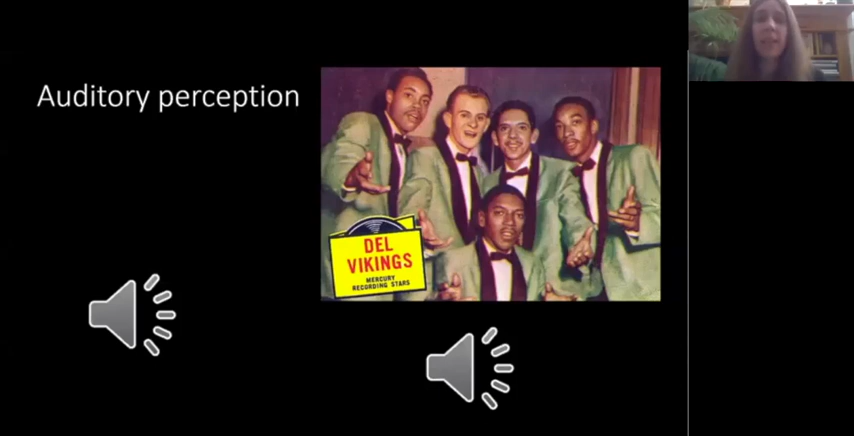 Auditory perception
DEL
VIKINGS
MERCURY
RECORDING STARS